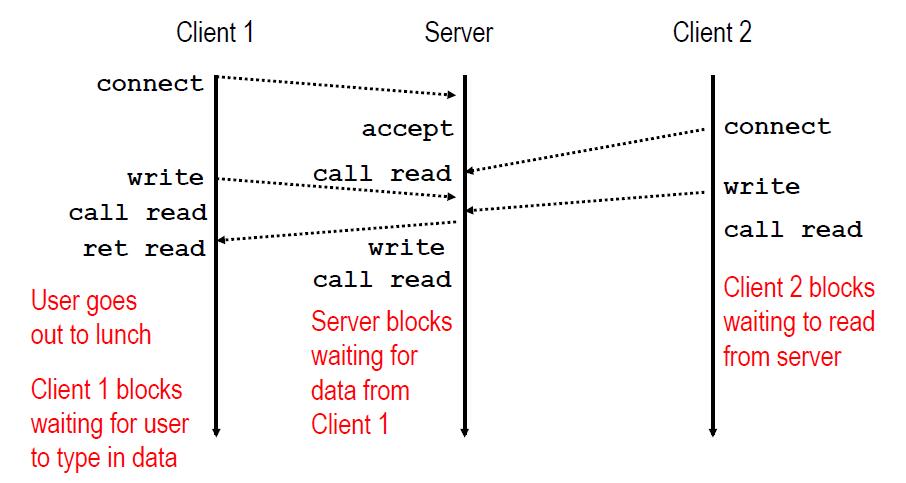 Client 1
Server
Client 2
connect
accept
connect
write
call read
write
call read
ret read
write
call read
call read
User goes
out to lunch
Client 1 blocks
waiting for user
to type in data
Server blocks
waiting for
data from
Client 1
Client 2 blocks
waiting to read
from server